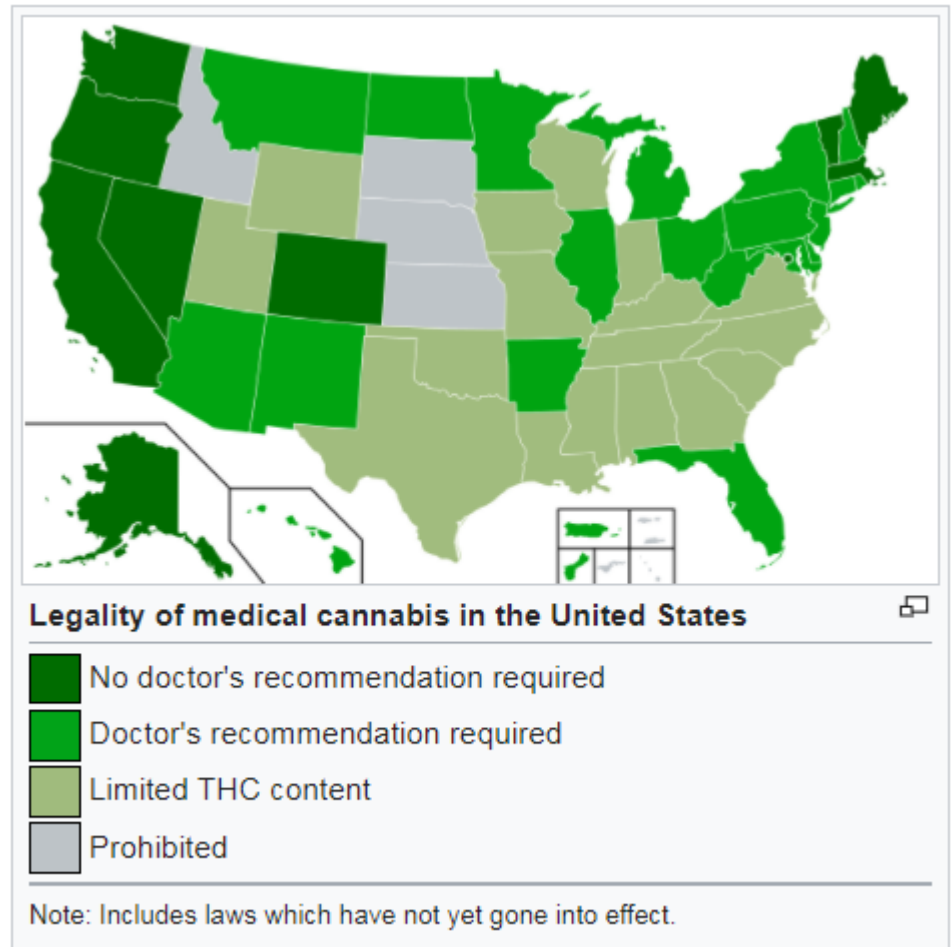 Legality of medical cannabis in the United States
No doctor's recommendation required
Doctor's recommendation required
Limited THC content
Prohibited
Note: Includes laws which have not yet gone into effect.